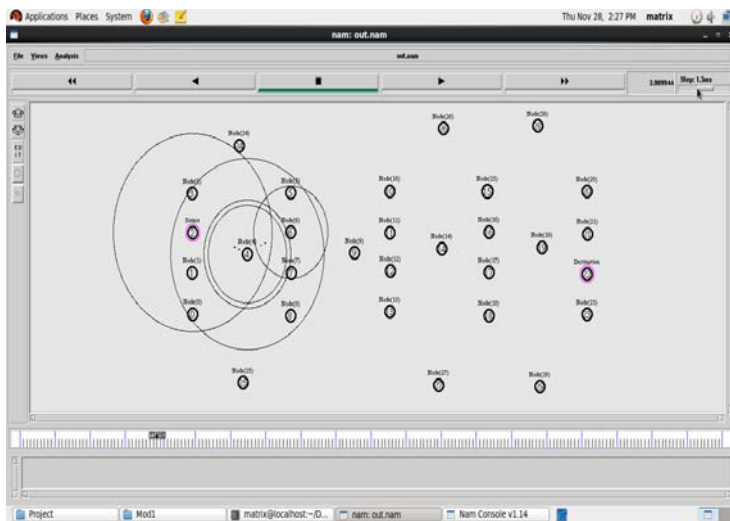 Applications Places System
Thu Nov 28, 2:27 PM matrix
nam: out.nam
File Views Analysis
out.nam
3.989944 Step: 1.3ms
Node(24)
Node(26)
Node(3)
Node(5)
Node(10)
Node(15)
Node(20)
Source
Node(6)
Node(11)
Node(16)
Node(21)
Node(4)
Node(9)
Node(14)
Node(19)
Node(1)
Node(7)
Node(12)
Node(17)
Destination
Node(0)
Node(8)
Node(13)
Node(18)
Node(23)
Node(25)
Node(27)
Project
Mod1
matrix@localhost:~/D...
nam: out.nam
Nam Console v1.14